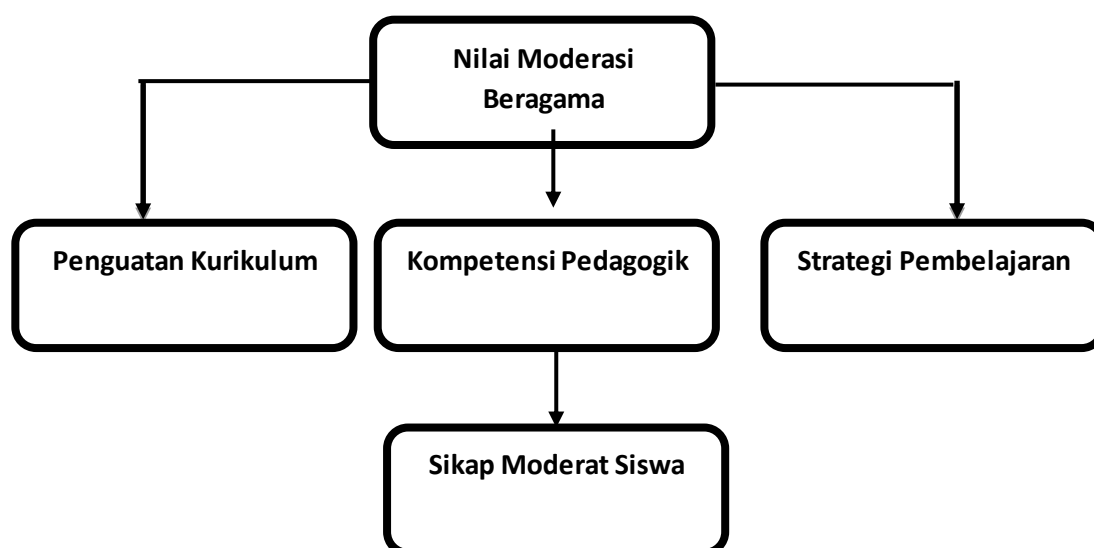 Nilai Moderasi
Beragama
Penguatan Kurikulum
Kompetensi Pedagogik
Strategi Pembelajaran
Sikap Moderat Siswa